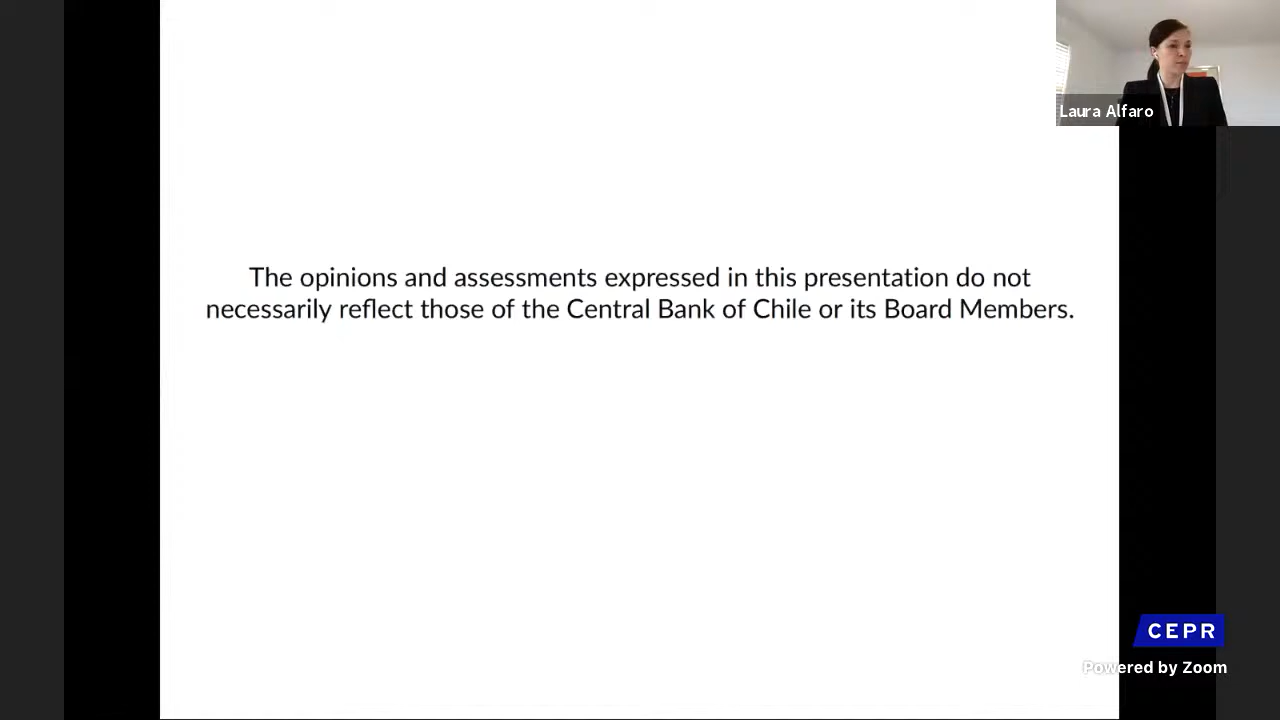 Laura Alfaro
The opinions and assessments expressed in this presentation do not
necessarily reflect those of the Central Bank of Chile or its Board Members.
CEPR
Powered by Zoom